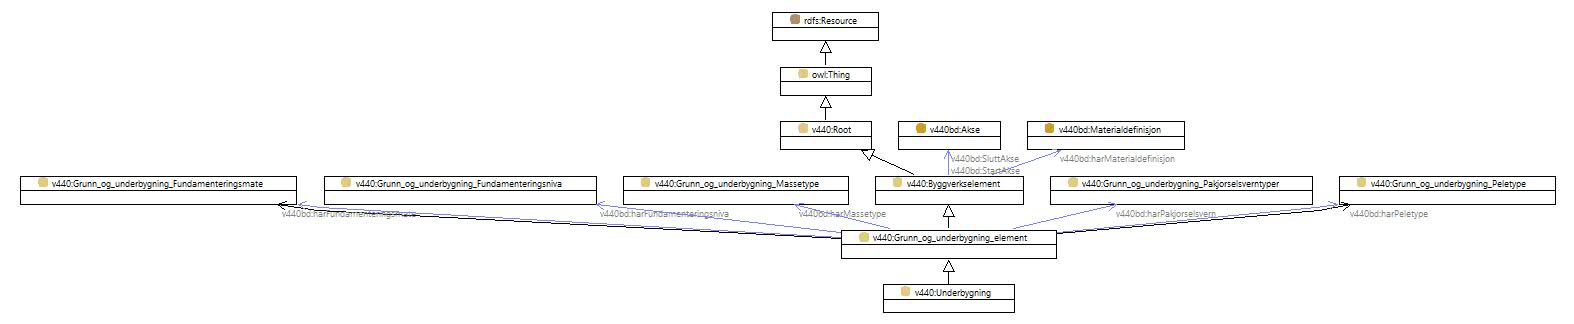 rdfs:Resource
owl:Thing
v440:Root
v440bd:Akse
v440bd:Materialdefinisjon
v440bd:SluttAkse
v440bd:harMaterialdefinisjon
v440bd:StartAkse
v440:Grunn_og_underbygning_Fundamenteringsmate
v440:Grunn_og_underbygning_Fundamenteringsniva
v440:Grunn_og_underbygning_Massetype
v440:Byggverkselement
v440:Grunn_og_underbygning_Pakjorselsverntyper
v440:Grunn_og_underbygning_Peletype
v440bd:harFundamenteringsmate
v440bd:harFundamenteringsniva
v440bd:harMassetype
v440bd:harPakjorselsvern
v440bd:harPeletype
v440:Grunn_og_underbygning_element
v440:Underbygning